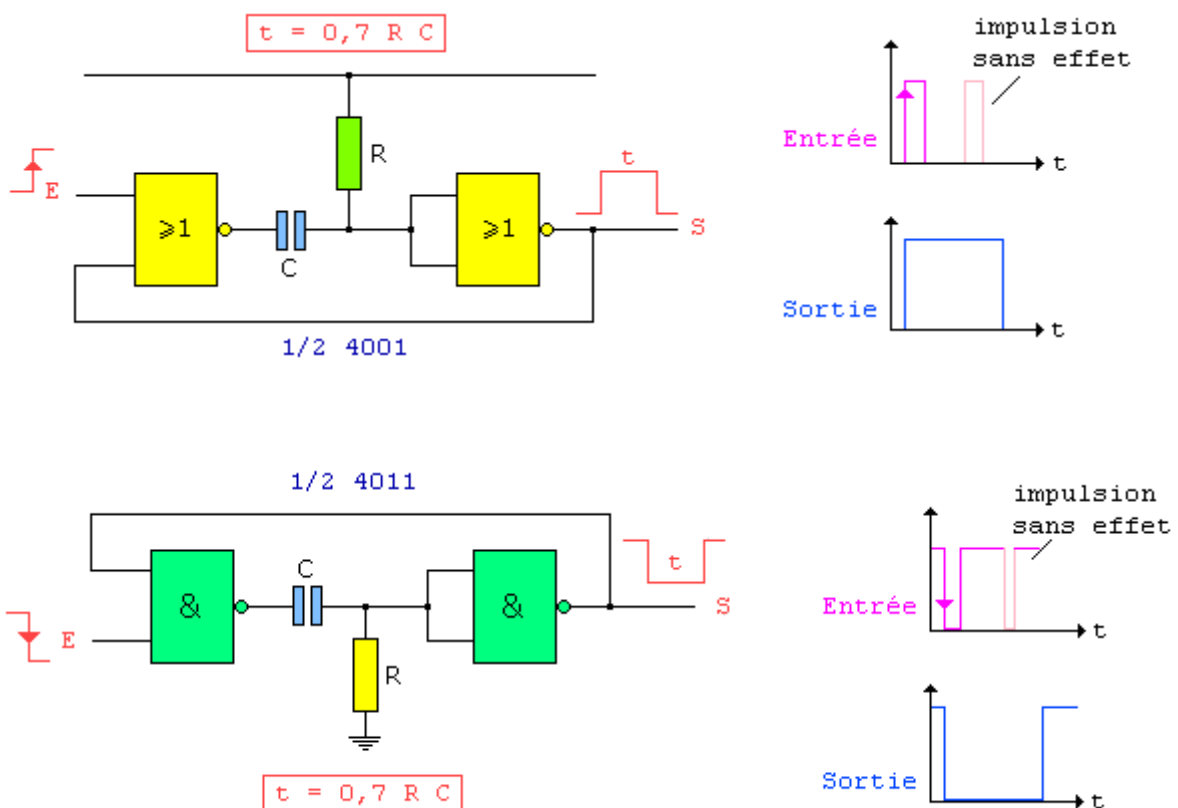 t = 0,7 R C
impulsion
sans effet
R
t
Entrée
t
E
≥1
≥1
S
C
Sortie
t
1/2 4001
1/2 4011
impulsion
sans effet
C
t
&
&
S
Entrée
t
E
R
Sortie
t
t = 0,7 R C